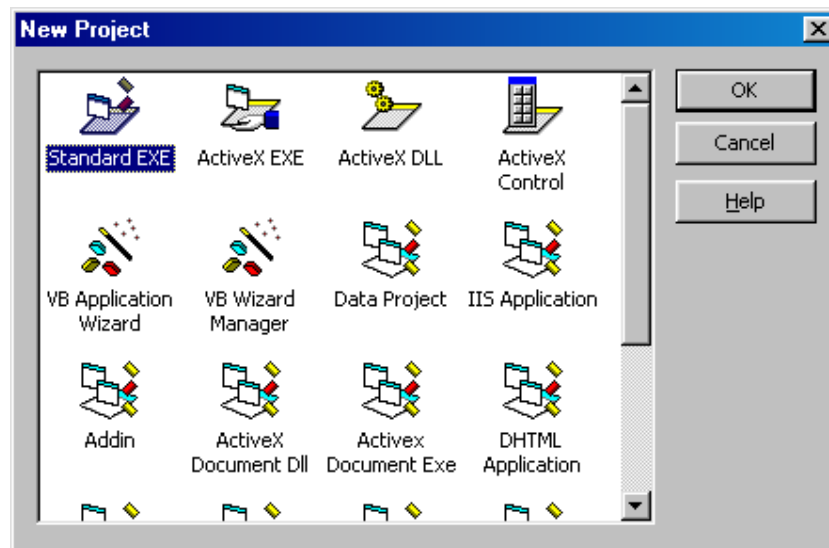 New Project
Standard EXE
ActiveX EXE
ActiveX DLL
ActiveX
Control
VB Application
Wizard
VB Wizard
Manager
Data Project
IIS Application
Addin
ActiveX
Document Dll
Activex
Document Exe
DHTML
Application
OK
Cancel
Help